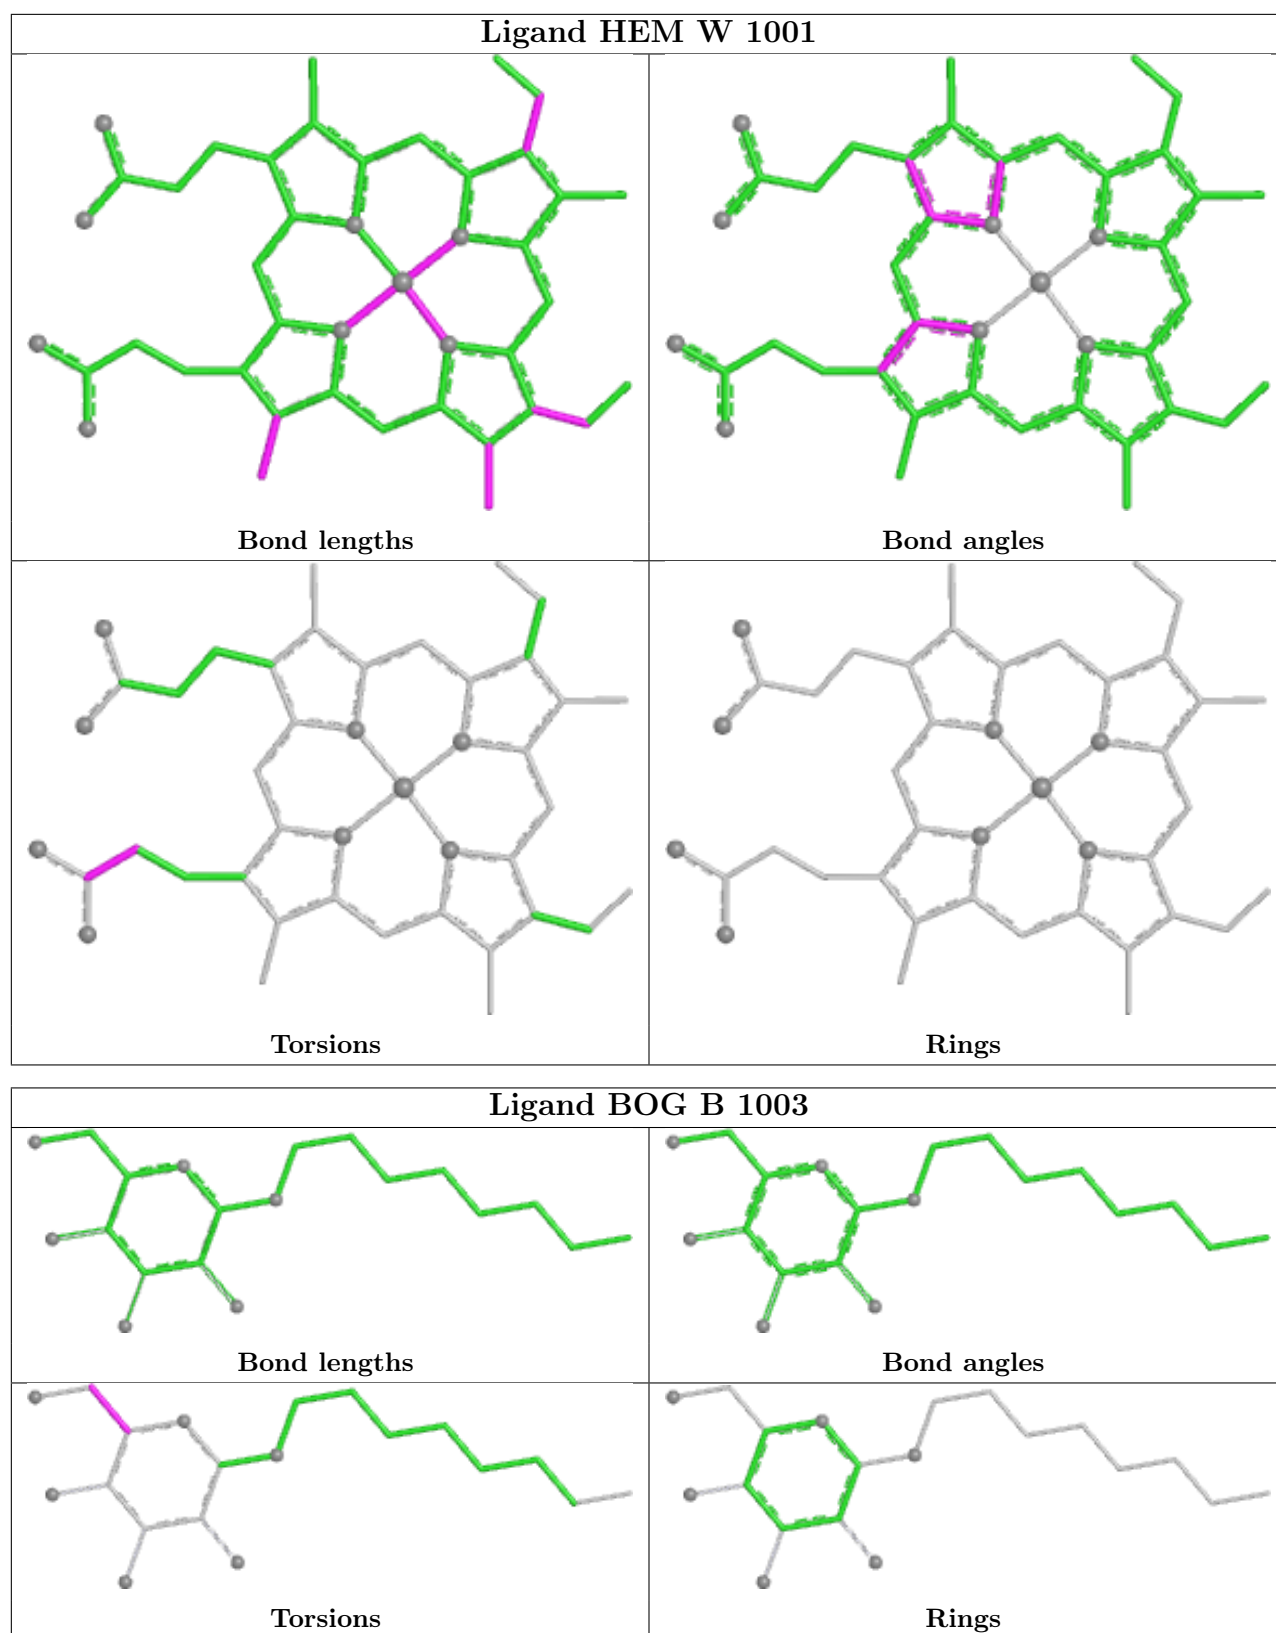 Ligand HEM W 1001
Bond lengths
Bond angles
Torsions
Rings
Ligand BOG B 1003
Bond lengths
Bond angles
Torsions
Rings